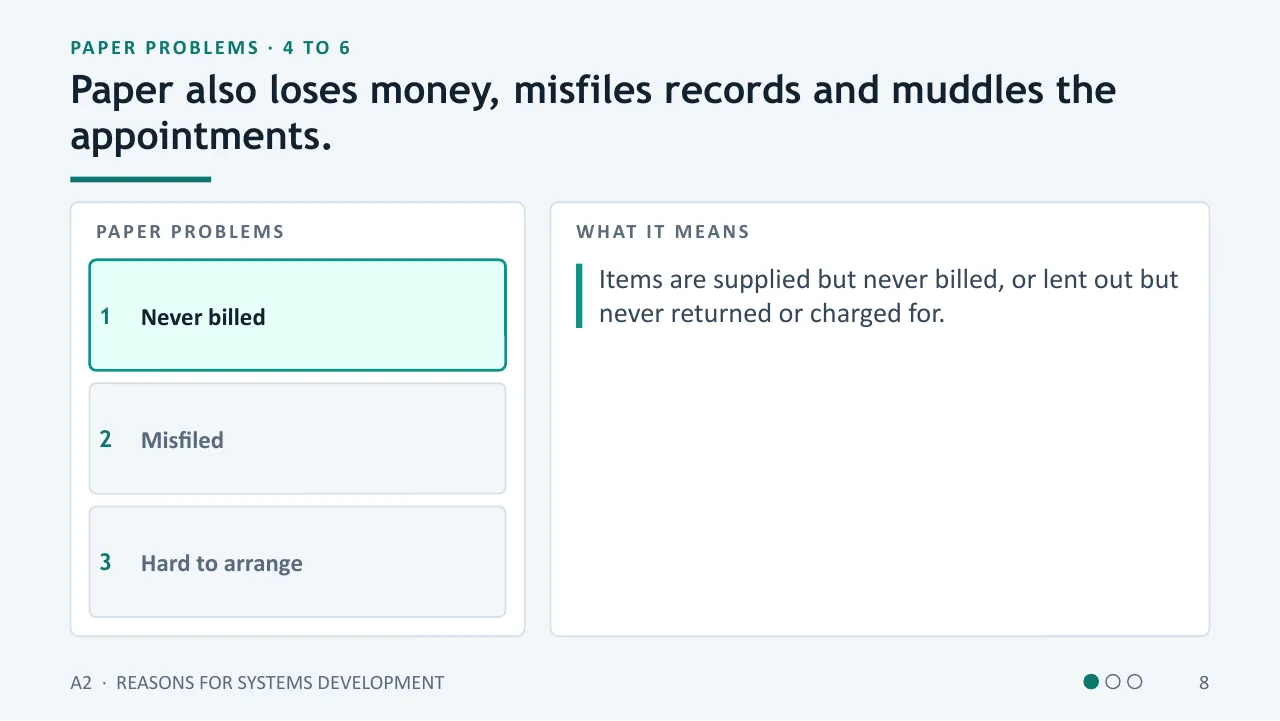 PAPER PROBLEMS · 4 TO 6
Paper also loses money, misfiles records and muddles the
appointments.
PAPER PROBLEMS
1 Never billed
2 Misfiled
3 Hard to arrange
WHAT IT MEANS
Items are supplied but never billed, or lent out but
never returned or charged for.
A2 · REASONS FOR SYSTEMS DEVELOPMENT
8